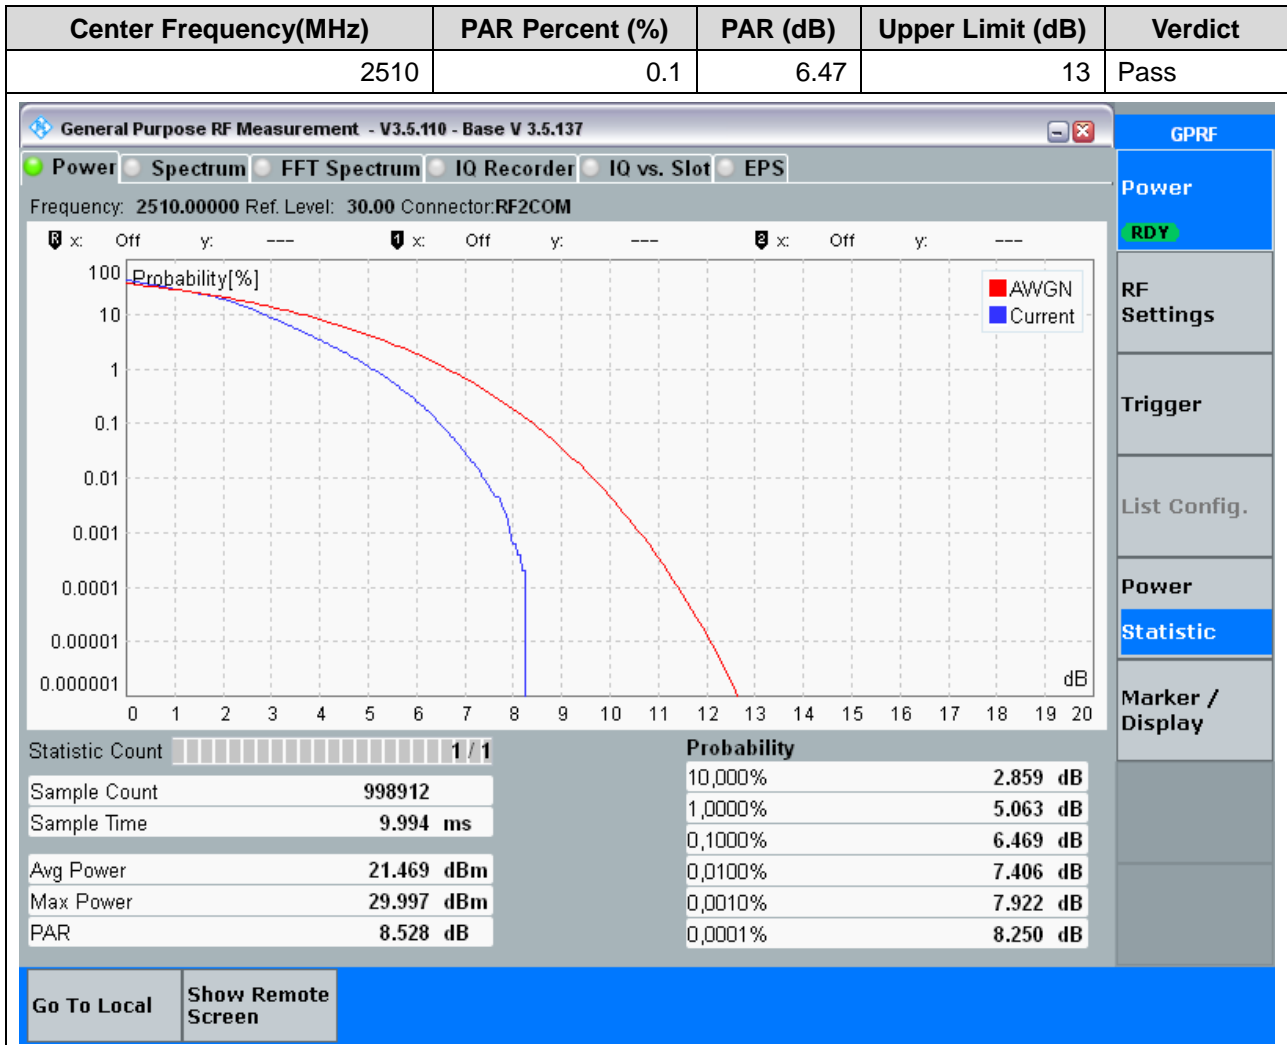 Center Frequency(MHz) PAR Percent (%) PAR (dB) Upper Limit (dB) Verdict
2510 0.1 6.47 13 Pass
General Purpose RF Measurement - V3.5.110 - Base V 3.5.137
GPRF
Power Spectrum FFT Spectrum IQ Recorder IQ vs. Slot EPS
Frequency: 2510.00000 Ref. Level: 30.00 Connector:RF2COM
R x: Off y: --- 1 x: Off y: --- 2 x: Off y: ---
Probability[%]
100
10
1
0.1
0.01
0.001
0.0001
0.00001
0.000001
AWGN
Current
dB
0 1 2 3 4 5 6 7 8 9 10 11 12 13 14 15 16 17 18 19 20
Statistic Count 1 / 1
Sample Count 998912
Sample Time 9.994 ms
Avg Power 21.469 dBm
Max Power 29.997 dBm
PAR 8.528 dB
Probability
10,000% 2.859 dB
1,0000% 5.063 dB
0,1000% 6.469 dB
0,0100% 7.406 dB
0,0010% 7.922 dB
0,0001% 8.250 dB
Power
RDY
RF
Settings
Trigger
List Config.
Power
Statistic
Marker /
Display
Go To Local
Show Remote
Screen